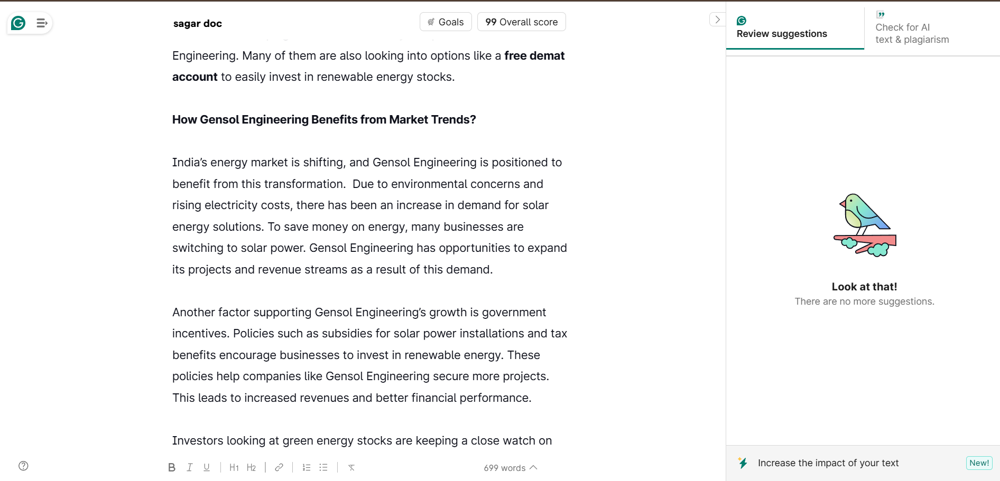 sagar doc
Goals
99 Overall score
Engineering. Many of them are also looking into options like a free demat
account to easily invest in renewable energy stocks.
How Gensol Engineering Benefits from Market Trends?
India’s energy market is shifting, and Gensol Engineering is positioned to
benefit from this transformation.  Due to environmental concerns and
rising electricity costs, there has been an increase in demand for solar
energy solutions. To save money on energy, many businesses are
switching to solar power. Gensol Engineering has opportunities to expand
its projects and revenue streams as a result of this demand.
Another factor supporting Gensol Engineering’s growth is government
incentives. Policies such as subsidies for solar power installations and tax
benefits encourage businesses to invest in renewable energy. These
policies help companies like Gensol Engineering secure more projects.
This leads to increased revenues and better financial performance.
Investors looking at green energy stocks are keeping a close watch on
B I U H1 H2
699 words
Review suggestions
Check for AI
text & plagiarism
Look at that!
There are no more suggestions.
Increase the impact of your text
New!